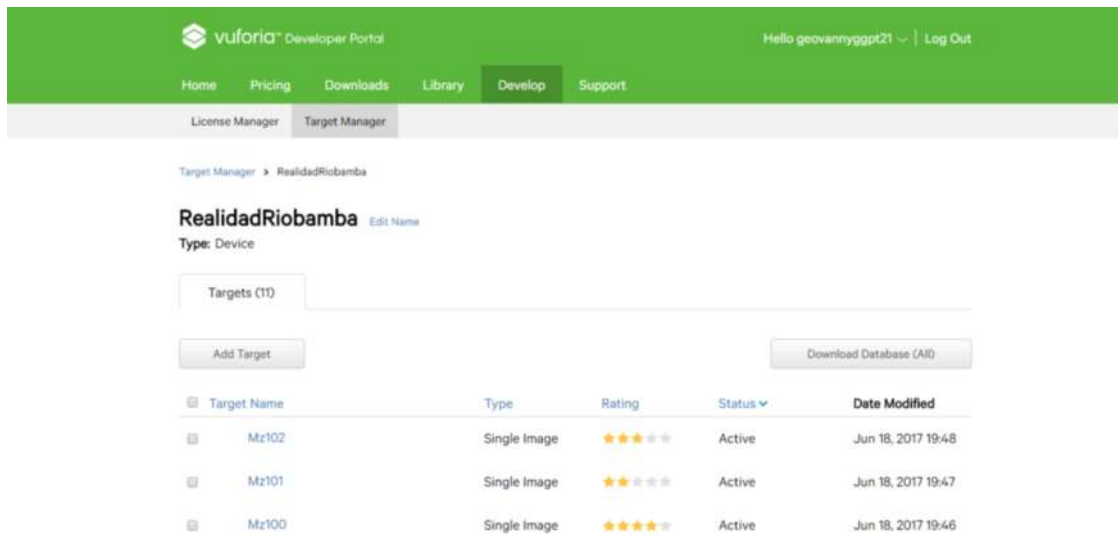 vuforia™ Developer Portal
Hello geovannyggpt21 | Log Out
Home Pricing Downloads Library Develop Support
License Manager Target Manager
Target Manager > RealidadRiobamba
RealidadRiobamba Edit Name
Type: Device
Targets (11)
Add Target Download Database (All)
Target Name Type Rating Status Date Modified
Mz102 Single Image Active Jun 18, 2017 19:48
Mz101 Single Image Active Jun 18, 2017 19:47
Mz100 Single Image Active Jun 18, 2017 19:46